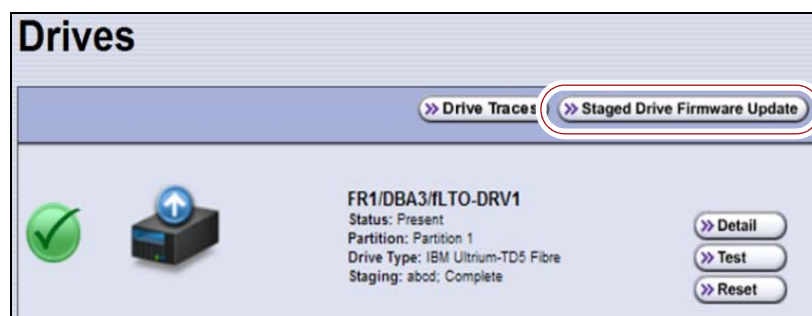 Drives
» Drive Traces
» Staged Drive Firmware Update
FR1/DBA3/fLTO-DRV1
Status: Present
Partition: Partition 1
Drive Type: IBM Ultrium-TD5 Fibre
Staging: abod; Complete
» Detail
» Test
» Reset